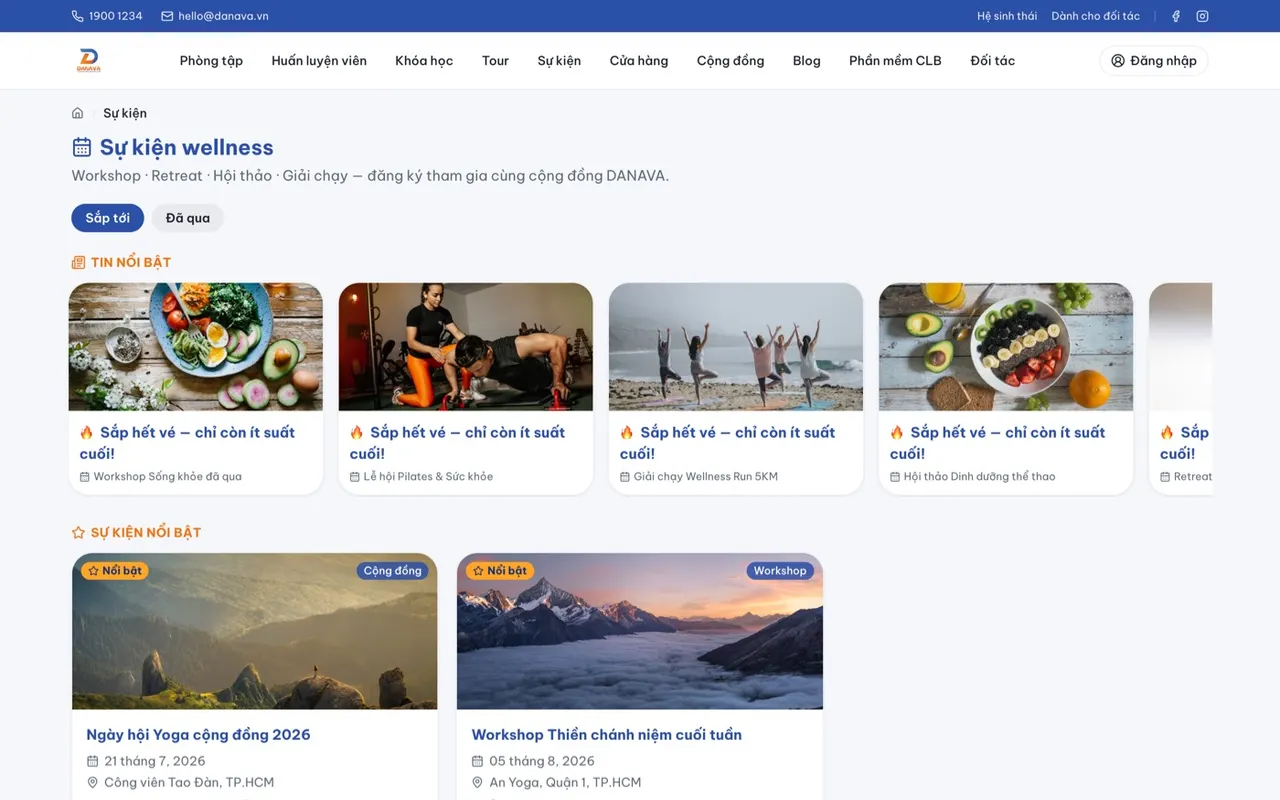 1900 1234
hello@danava.vn
Hệ sinh thái
Dành cho đối tác
DANAVA
Phòng tập
Huấn luyện viên
Khóa học
Tour
Sự kiện
Cửa hàng
Cộng đồng
Blog
Phần mềm CLB
Đối tác
Đăng nhập
Sự kiện
Sự kiện wellness
Workshop · Retreat · Hội thảo · Giải chạy — đăng ký tham gia cùng cộng đồng DANAVA.
Sắp tới
Đã qua
TIN NỔI BẬT
🔥 Sắp hết vé — chỉ còn ít suất
cuối!
Workshop Sống khỏe đã qua
🔥 Sắp hết vé — chỉ còn ít suất
cuối!
Lễ hội Pilates & Sức khỏe
🔥 Sắp hết vé — chỉ còn ít suất
cuối!
Giải chạy Wellness Run 5KM
🔥 Sắp hết vé — chỉ còn ít suất
cuối!
Hội thảo Dinh dưỡng thể thao
🔥 Sắp
cuối!
Retreat
SỰ KIỆN NỔI BẬT
Nổi bật
Cộng đồng
Ngày hội Yoga cộng đồng 2026
21 tháng 7, 2026
Công viên Tao Đàn, TP.HCM
Nổi bật
Workshop
Workshop Thiền chánh niệm cuối tuần
05 tháng 8, 2026
An Yoga, Quận 1, TP.HCM